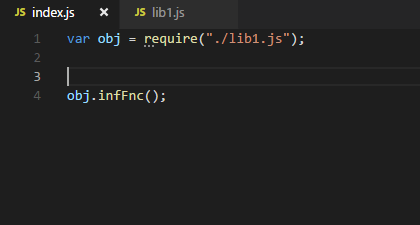 JS index.js × JS lib1.js
1 var obj = require("./lib1.js");
2
3
4 obj.infFnc();